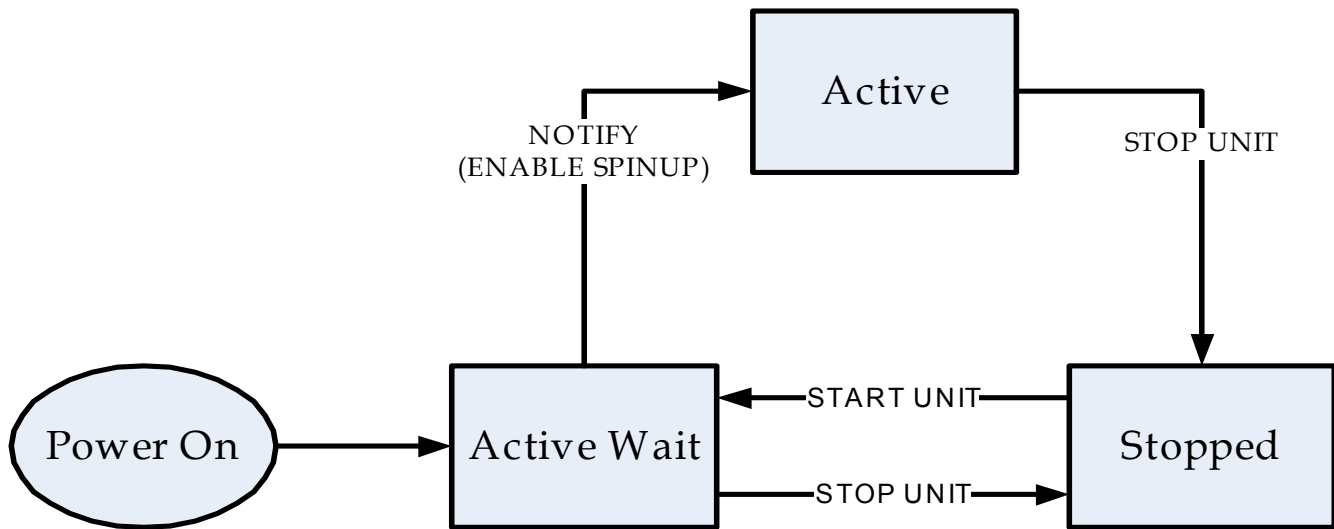 Active
NOTIFY
(ENABLE SPINUP)
STOP UNIT
Power On
Active Wait
START UNIT
STOP UNIT
Stopped